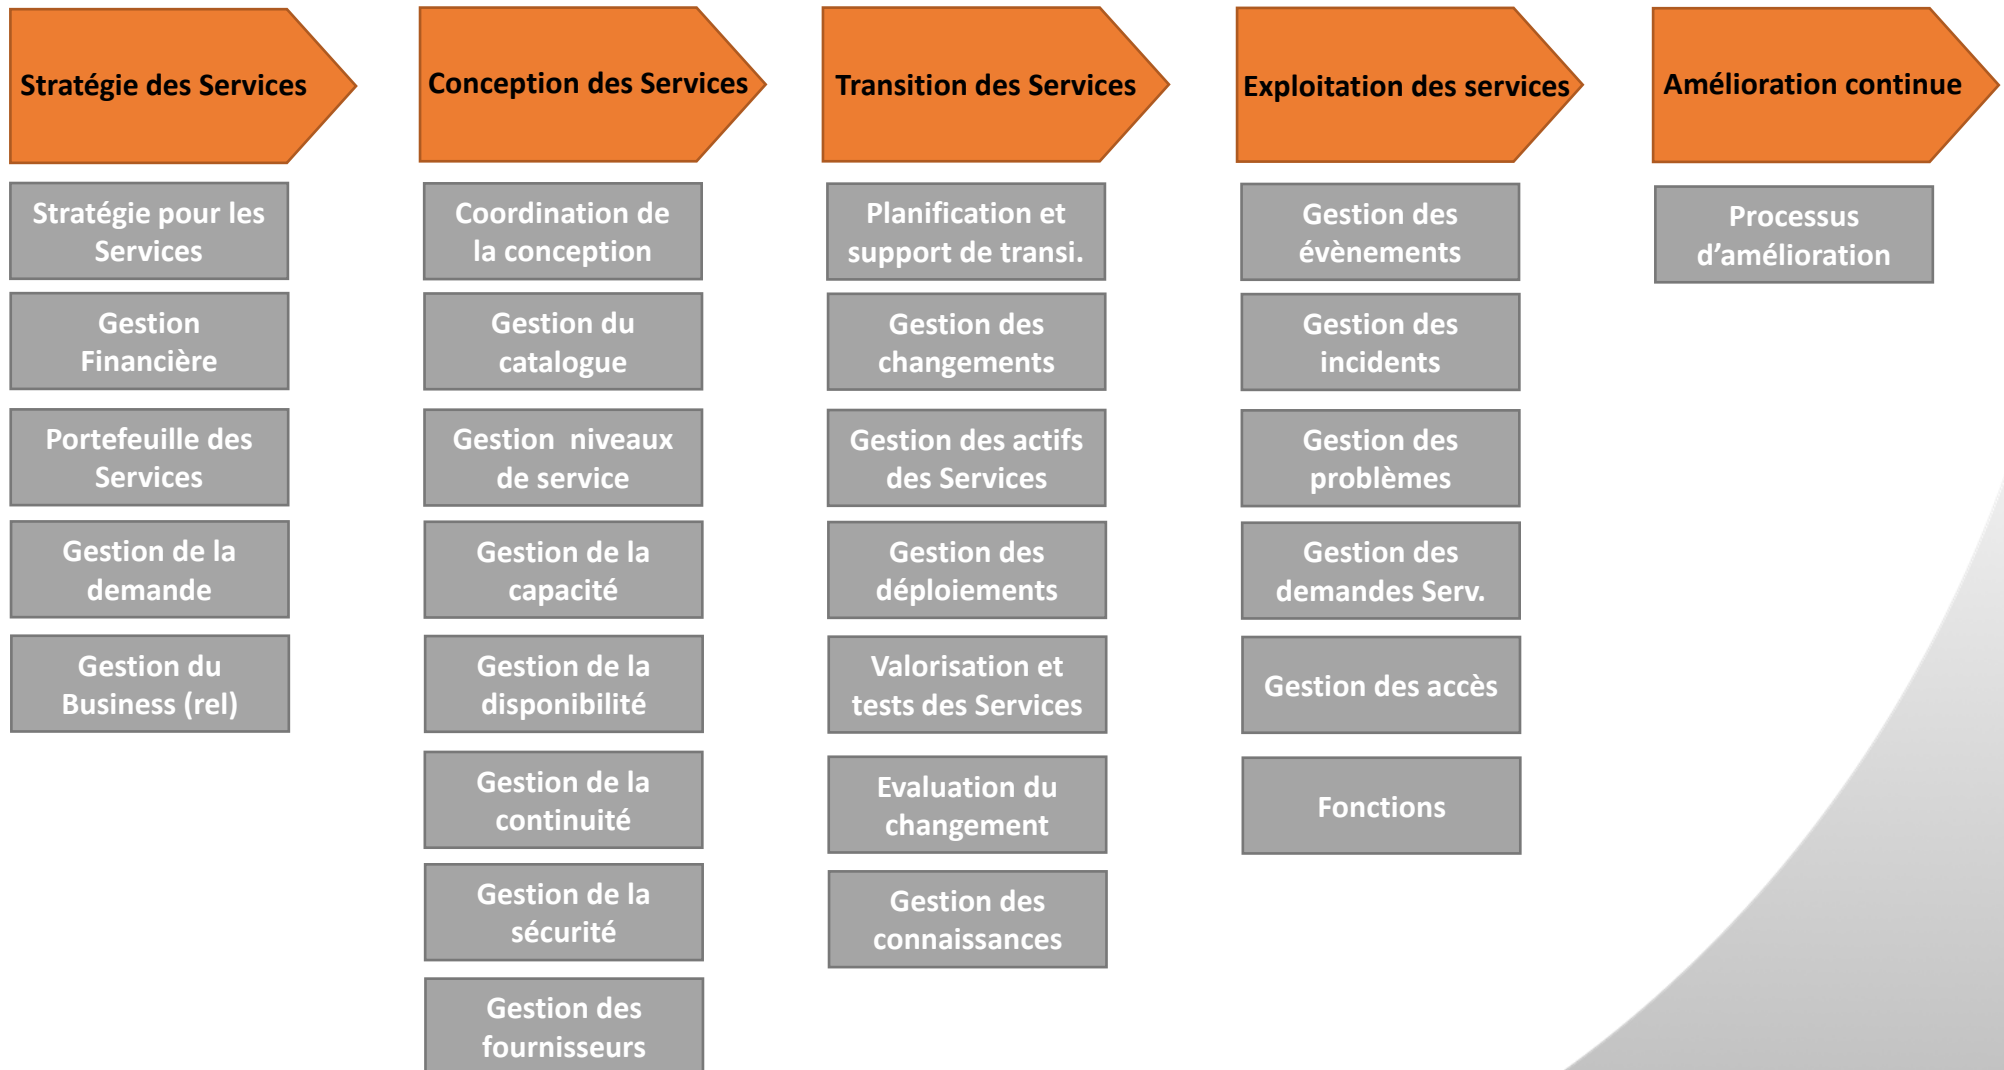 Stratégie des Services
Stratégie pour les
Services
Gestion
Financière
Portefeuille des
Services
Gestion de la
demande
Gestion du
Business (rel)
Conception des Services
Coordination de
la conception
Gestion du
catalogue
Gestion  niveaux
de service
Gestion de la
capacité
Gestion de la
disponibilité
Gestion de la
continuité
Gestion de la
sécurité
Gestion des
fournisseurs
Transition des Services
Planification et
support de transi.
Gestion des
changements
Gestion des actifs
des Services
Gestion des
déploiements
Valorisation et
tests des Services
Evaluation du
changement
Gestion des
connaissances
Exploitation des services
Gestion des
évènements
Gestion des
incidents
Gestion des
problèmes
Gestion des
demandes Serv.
Gestion des accès
Fonctions
Amélioration continue
Processus
d’amélioration